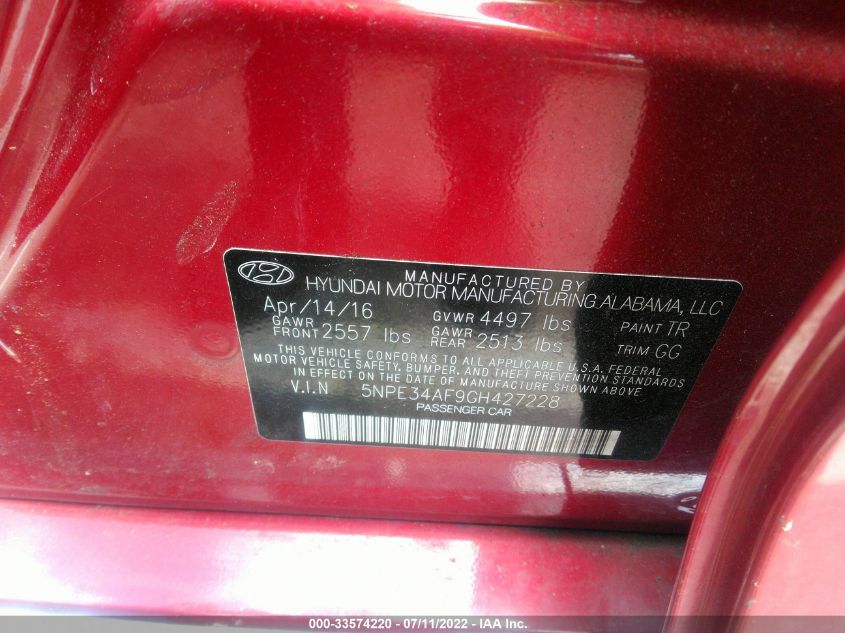 MANUFACTURED BY
HYUNDAI MOTOR MANUFACTURING ALABAMA, LLC
Apr/14/16 GVWR 4497 lbs PAINT TR
GAWR FRONT 2557 lbs GAWR REAR 2513 lbs TRIM GG
THIS VEHICLE CONFORMS TO ALL APPLICABLE U.S.A. FEDERAL
MOTOR VEHICLE SAFETY, BUMPER, AND THEFT PREVENTION STANDARDS
IN EFFECT ON THE DATE OF MANUFACTURE SHOWN ABOVE.
V.I.N 5NPE34AF9GH427228
PASSENGER CAR
000-33574220 - 07/11/2022 - © IAA Inc.